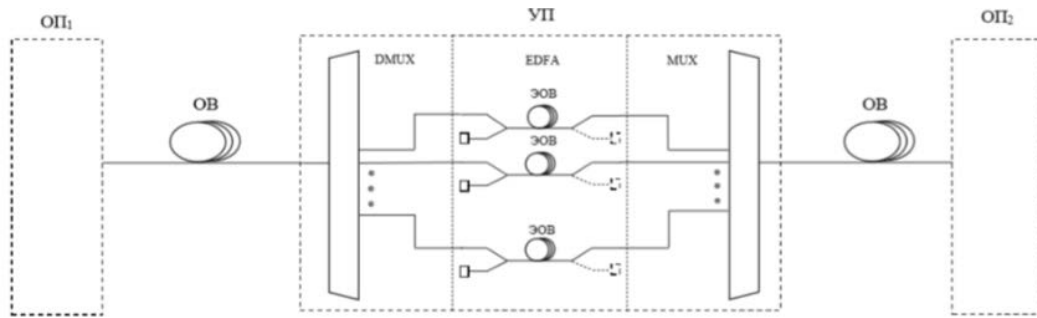 ОП₁
УП
ОП₂
DMUX
EDFA
MUX
ОВ
ЭОВ
ОВ
ЭОВ
ЭОВ